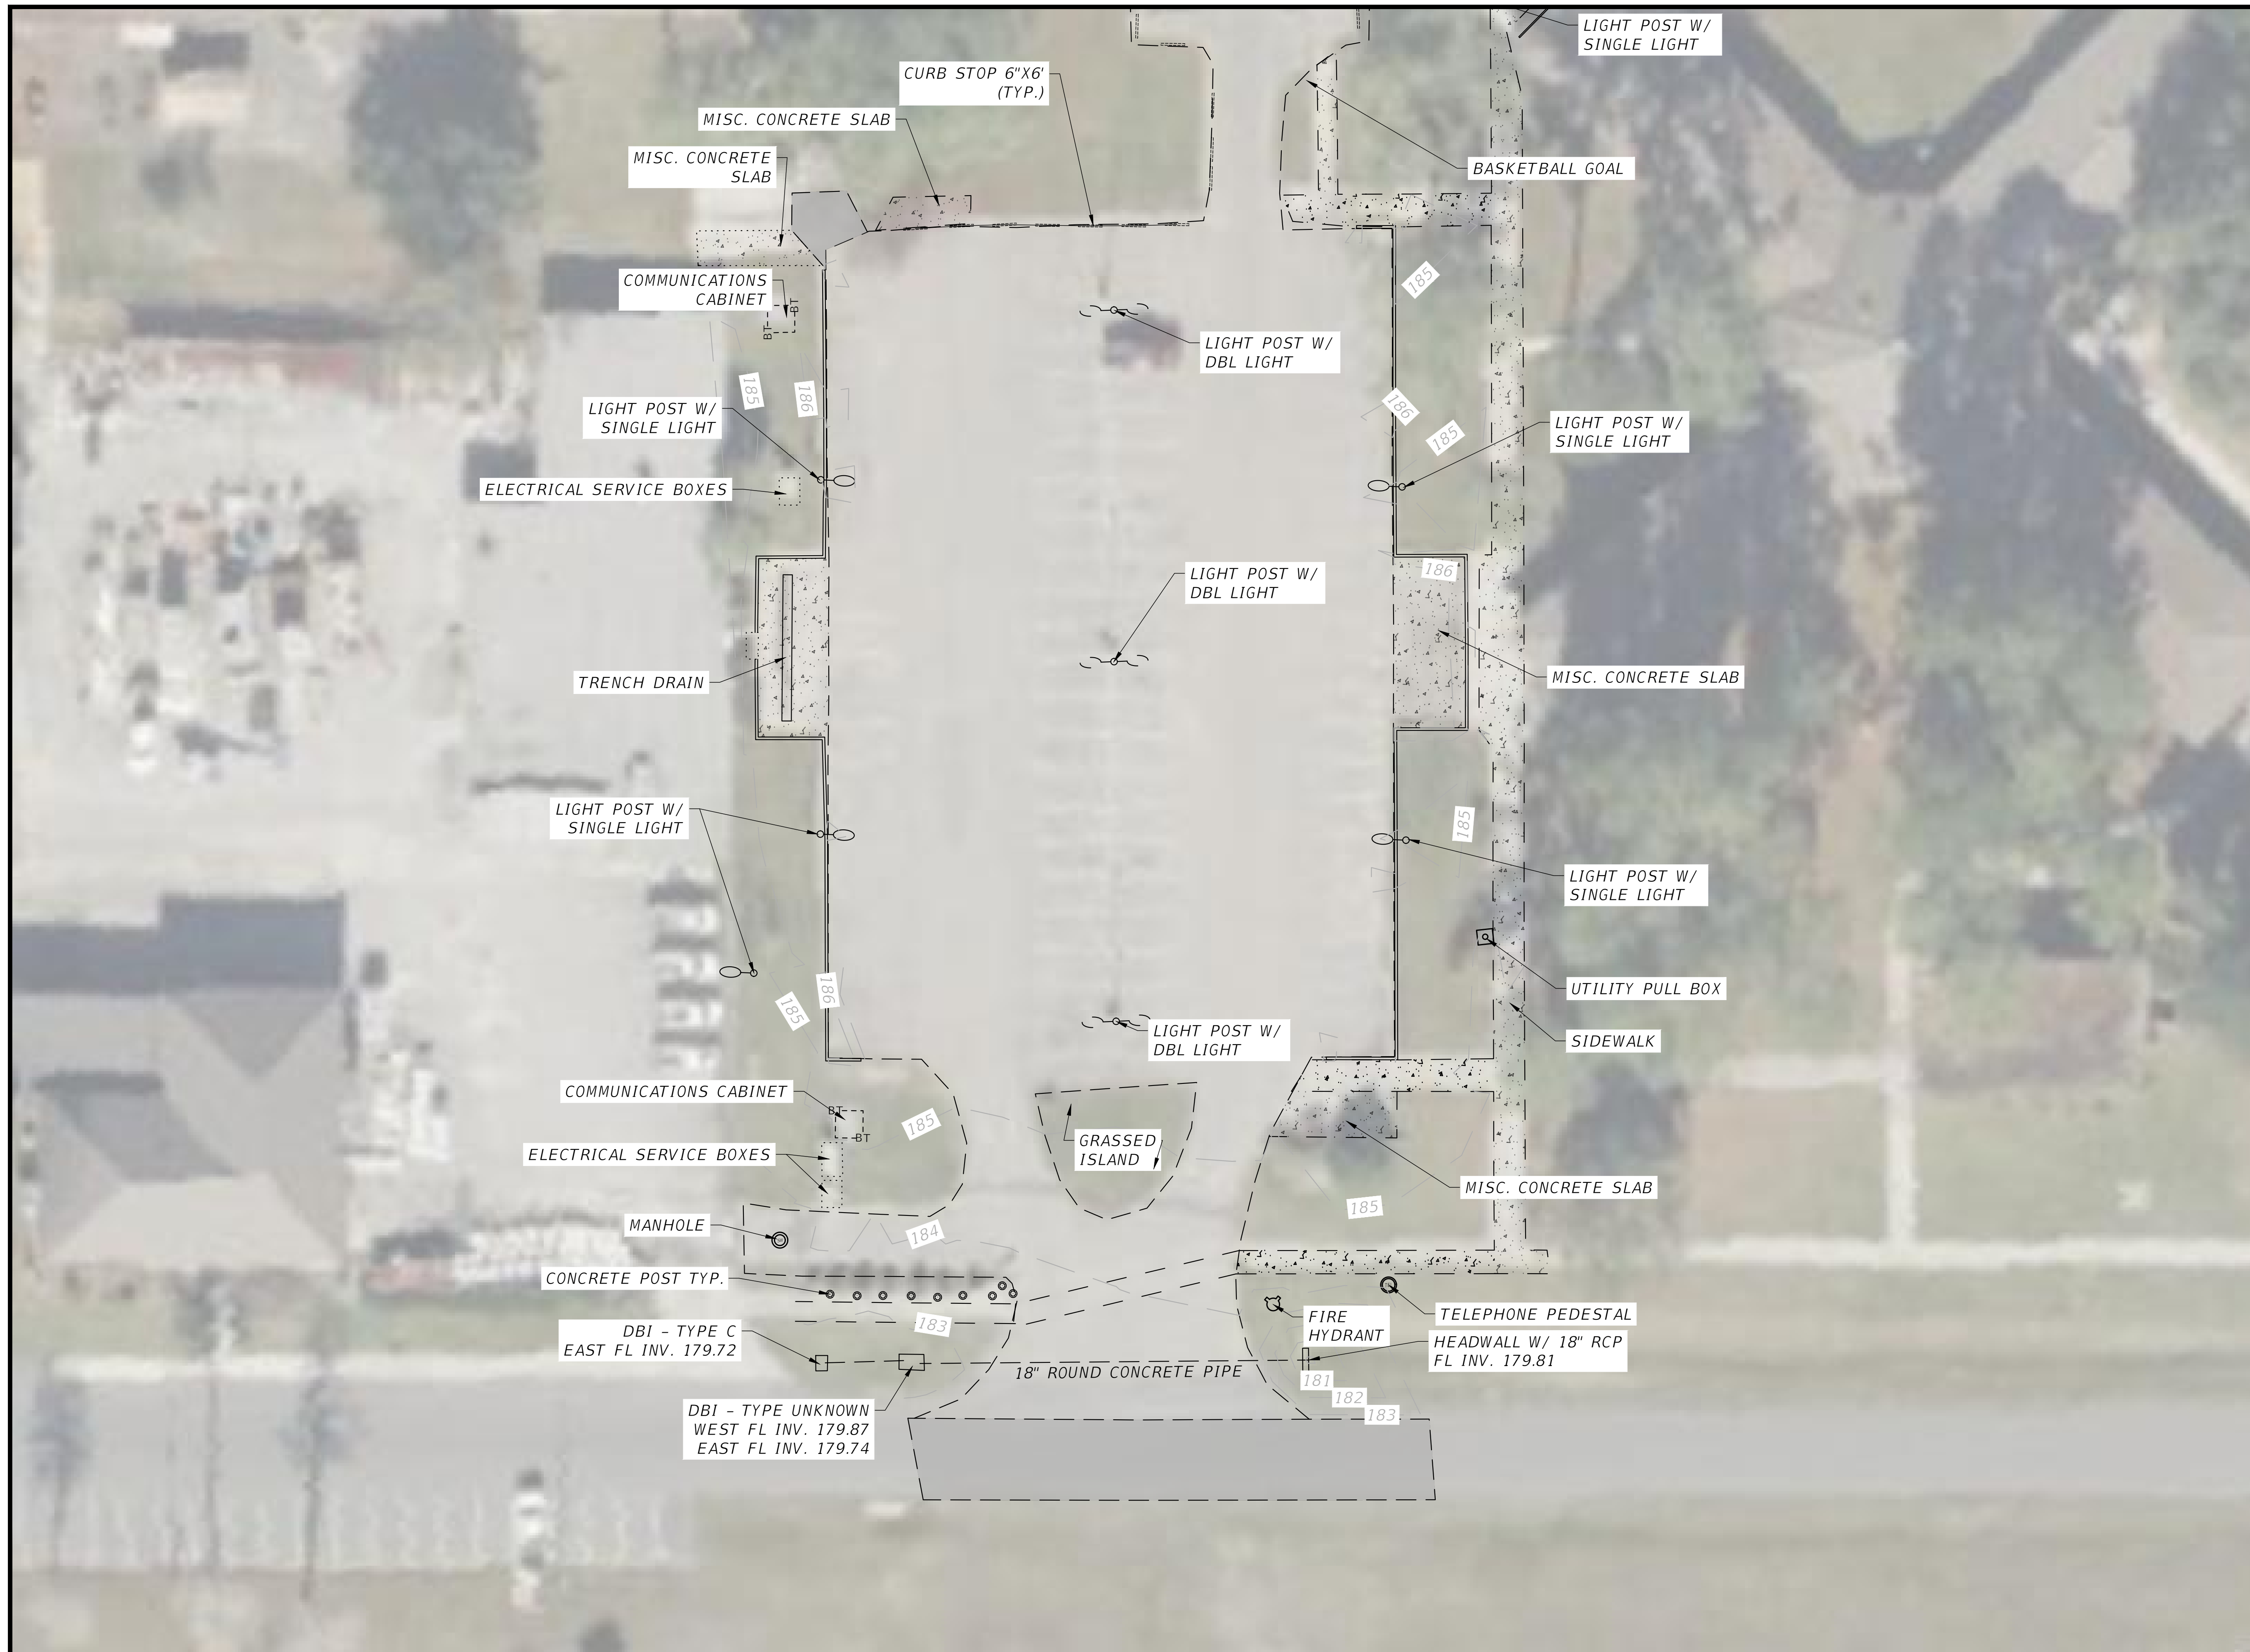 LIGHT POST W/
SINGLE LIGHT
CURB STOP 6"X6'
(TYP.)
MISC. CONCRETE SLAB
MISC. CONCRETE
SLAB
BASKETBALL GOAL
COMMUNICATIONS
CABINET
BT
BT
185
LIGHT POST W/
DBL LIGHT
185
186
186
185
LIGHT POST W/
SINGLE LIGHT
LIGHT POST W/
SINGLE LIGHT
ELECTRICAL SERVICE BOXES
186
LIGHT POST W/
DBL LIGHT
TRENCH DRAIN
MISC. CONCRETE SLAB
LIGHT POST W/
SINGLE LIGHT
185
LIGHT POST W/
SINGLE LIGHT
186
185
UTILITY PULL BOX
LIGHT POST W/
DBL LIGHT
SIDEWALK
COMMUNICATIONS CABINET
BT
BT
185
GRASSED
ISLAND
ELECTRICAL SERVICE BOXES
MISC. CONCRETE SLAB
185
MANHOLE
184
CONCRETE POST TYP.
183
FIRE
HYDRANT
TELEPHONE PEDESTAL
DBI - TYPE C
EAST FL INV. 179.72
HEADWALL W/ 18" RCP
FL INV. 179.81
18" ROUND CONCRETE PIPE
181
182
183
DBI - TYPE UNKNOWN
WEST FL INV. 179.87
EAST FL INV. 179.74